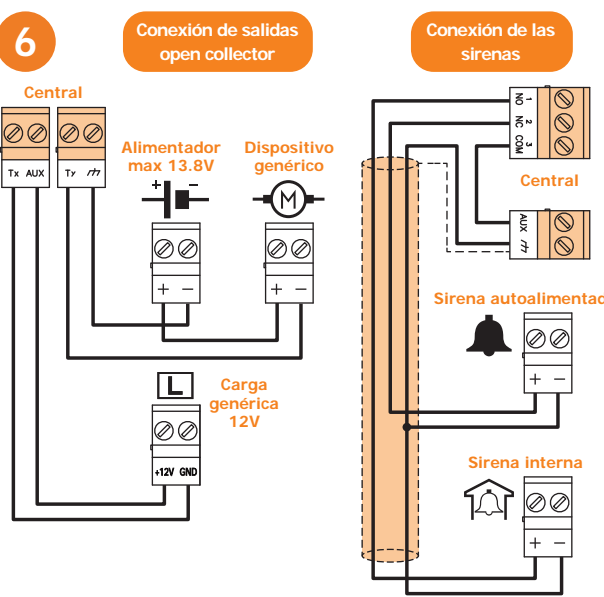 6
Conexión de salidas
open collector
Conexión de las
sirenas
Central
Tx AUX
Ty
Alimentador
max 13.8V
+ -
Dispositivo
genérico
M
+ -
+ -
L
Carga
genérica
12V
+12V GND
NO 1
NC 2
COM 3
Central
AUX
Sirena autoalimentad
+ -
Sirena interna
+ -